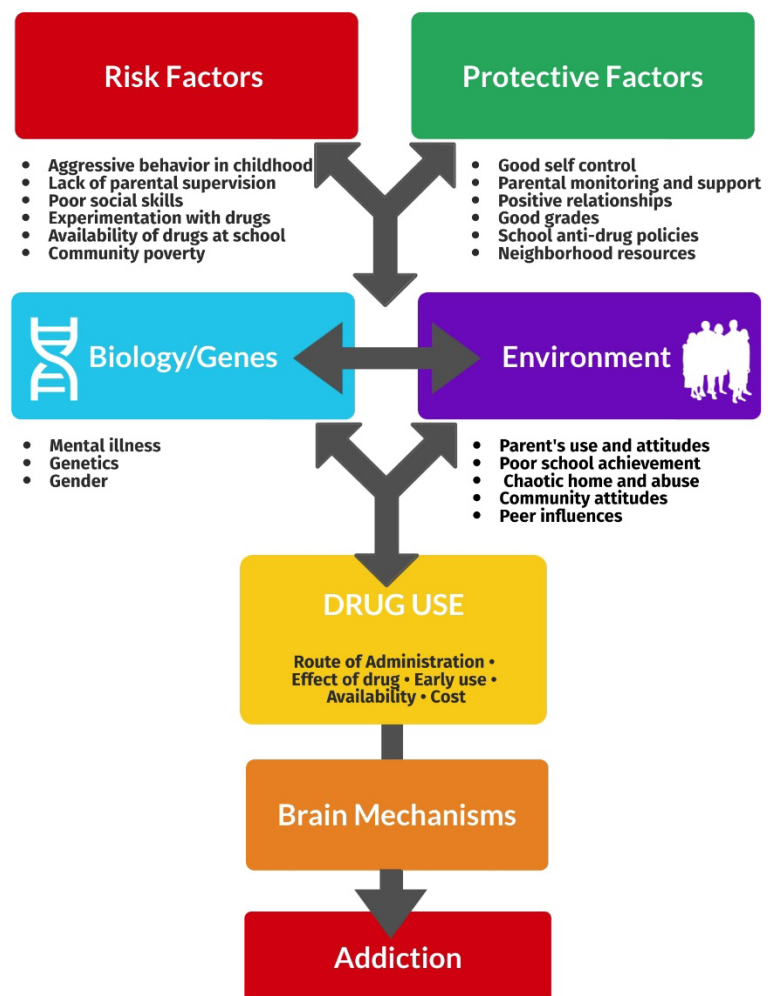 Risk Factors
Protective Factors
• Aggressive behavior in childhood
• Lack of parental supervision
• Poor social skills
• Experimentation with drugs
• Availability of drugs at school
• Community poverty
• Good self control
• Parental monitoring and support
• Positive relationships
• Good grades
• School anti-drug policies
• Neighborhood resources
Biology/Genes
Environment
• Mental illness
• Genetics
• Gender
• Parent's use and attitudes
• Poor school achievement
• Chaotic home and abuse
• Community attitudes
• Peer influences
DRUG USE
Route of Administration •
Effect of drug • Early use •
Availability • Cost
Brain Mechanisms
Addiction